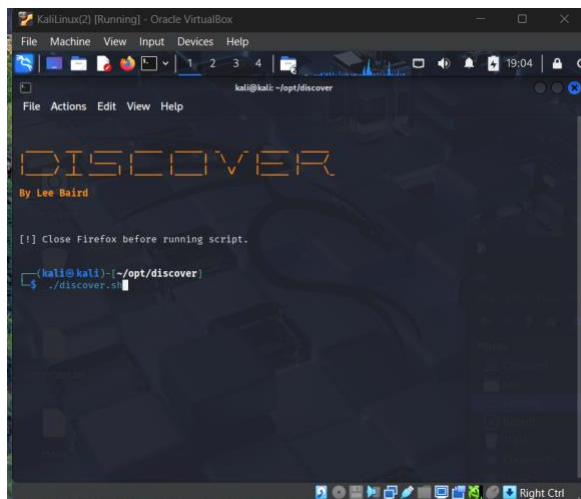 KaliLinux(2) [Running] - Oracle VirtualBox
File Machine View Input Devices Help
1 2 3 4 19:04
kali@kali: ~/opt/discover
File Actions Edit View Help
DISCOVER
By Lee Baird
[!] Close Firefox before running script.
(kali㉿kali)-[~/opt/discover]
$ ./discover.sh
Right Ctrl